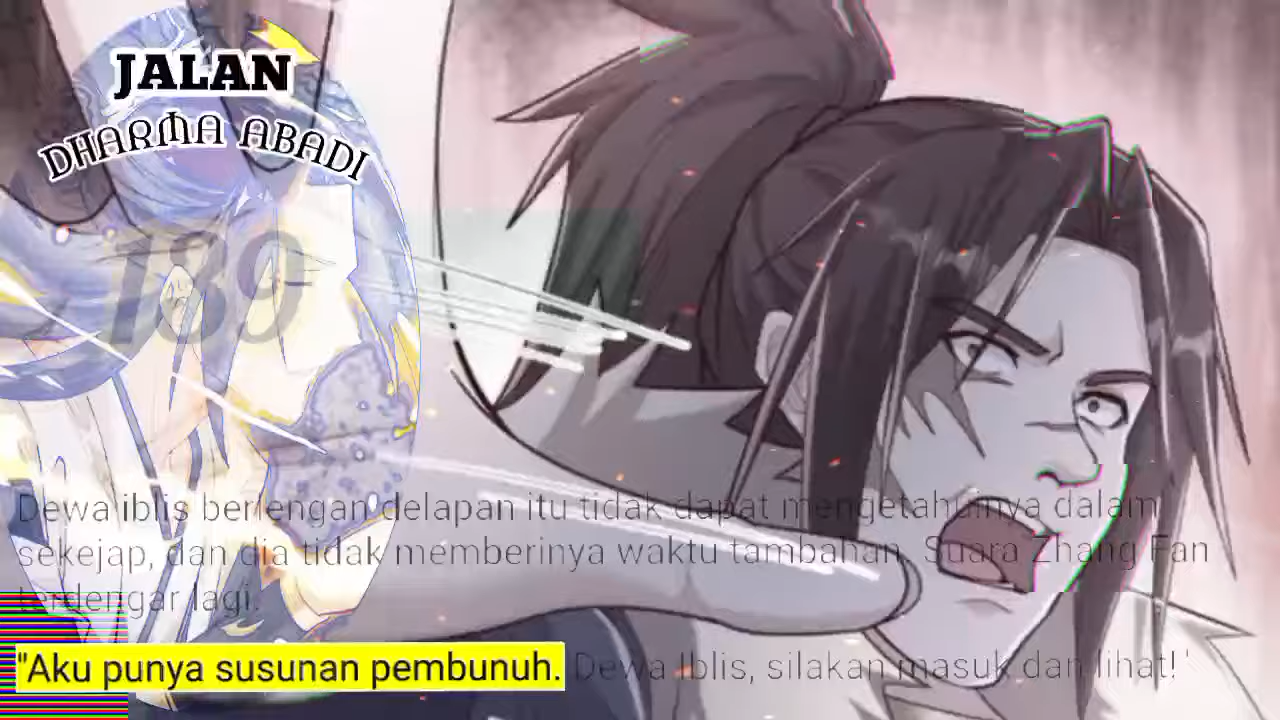 JALAN
DHARMA ABADI
189
Dewa iblis berlengan delapan itu tidak dapat mengetahuinya dalam
sekejap, dan dia tidak memberinya waktu tambahan. Suara Zhang Fan
terdengar lagi.
"Aku punya susunan pembunuh. Dewa Iblis, silakan masuk dan lihat!"